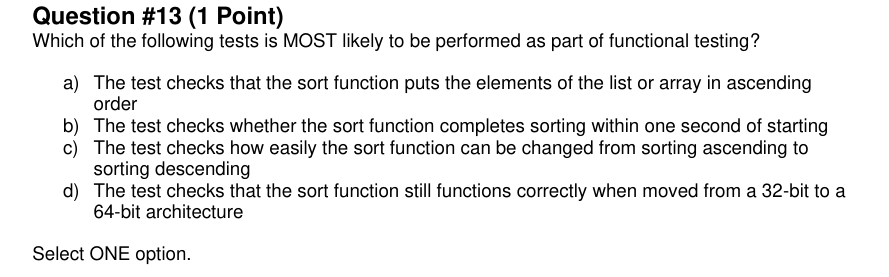 Question #13 (1 Point)
Which of the following tests is MOST likely to be performed as part of functional testing?
a) The test checks that the sort function puts the elements of the list or array in ascending
order
b) The test checks whether the sort function completes sorting within one second of starting
c) The test checks how easily the sort function can be changed from sorting ascending to
sorting descending
d) The test checks that the sort function still functions correctly when moved from a 32-bit to a
64-bit architecture
Select ONE option.